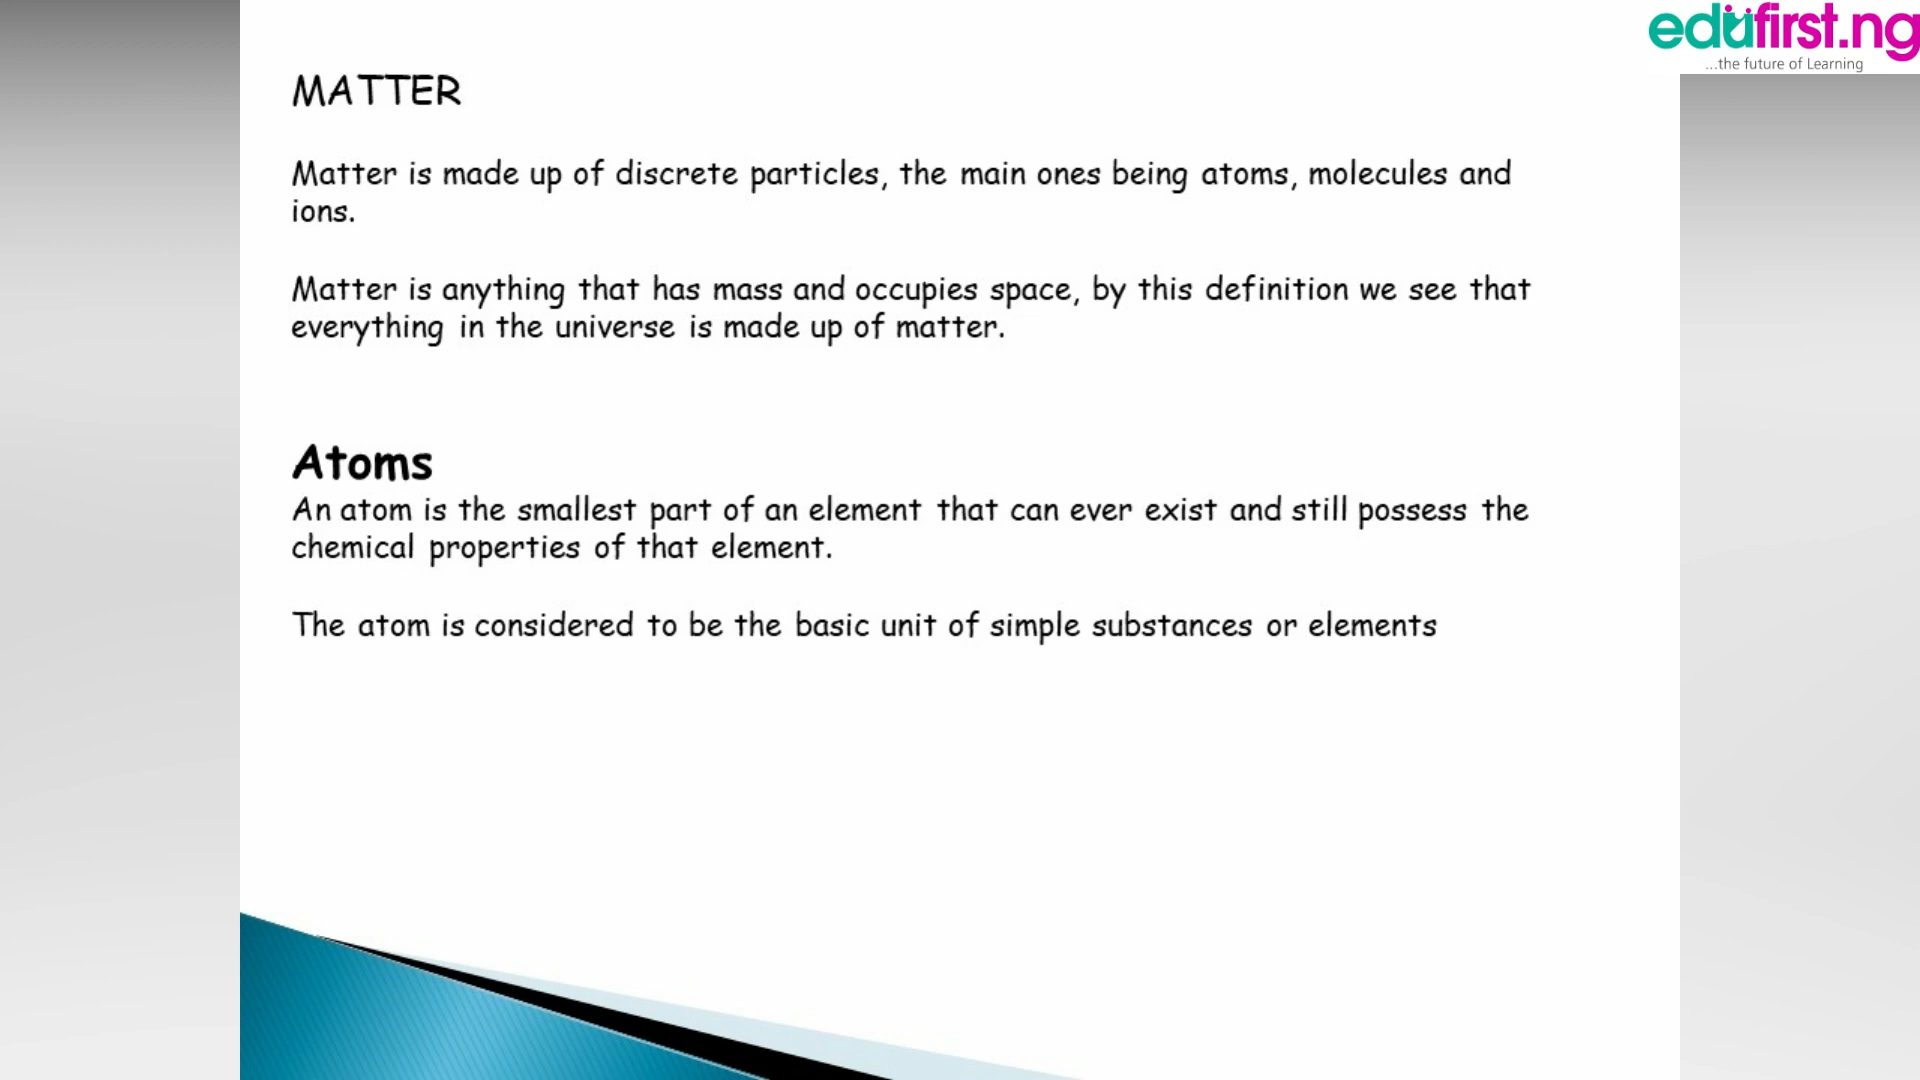 edufirst.ng
...the future of Learning
MATTER
Matter is made up of discrete particles, the main ones being atoms, molecules and
ions.
Matter is anything that has mass and occupies space, by this definition we see that
everything in the universe is made up of matter.
Atoms
An atom is the smallest part of an element that can ever exist and still possess the
chemical properties of that element.
The atom is considered to be the basic unit of simple substances or elements